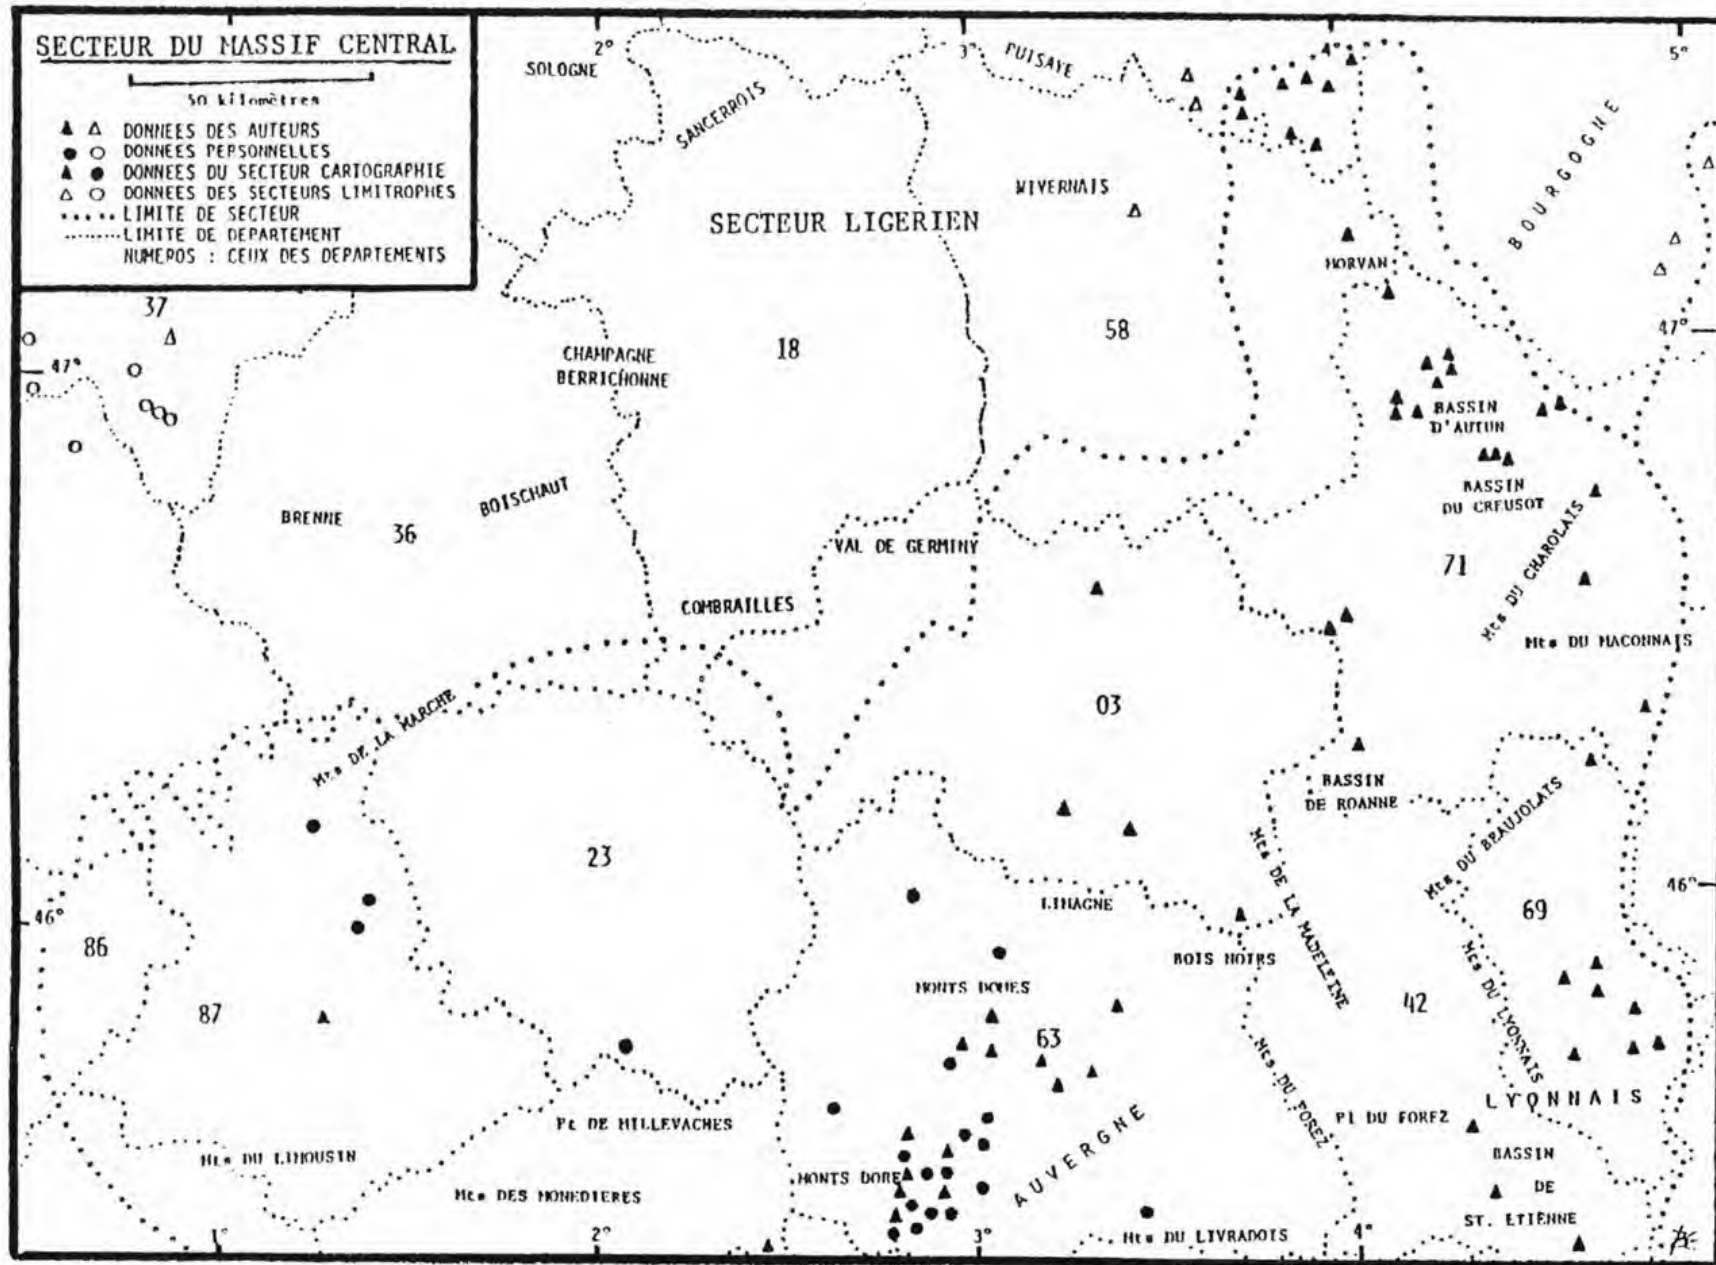 SECTEUR DU MASSIF CENTRAL
50 kilomètres
DONNEES DES AUTEURS
DONNEES PERSONNELLES
DONNEES DU SECTEUR CARTOGRAPHIE
DONNEES DES SECTEURS LIMITROPHES
LIMITE DE SECTEUR
LIMITE DE DEPARTEMENT
NUMEROS : CEUX DES DEPARTEMENTS
2°
3°
4°
5°
SOLOGNE
PUISAYE
SANCERROIS
BOURGOGNE
NIVERNAIS
SECTEUR LIGERIEN
MORVAN
37
58
47°
47°
18
CHAMPAGNE
BERRICHONNE
BASSIN
D'AUTUN
BOISCHAUT
BASSIN
DU CREUSOT
BRENNE
36
VAL DE GERMINY
71
Mts DU CHAROLAIS
COMBRAILLES
Mts DU MACONNAIS
Mts DE LA MARCHE
03
BASSIN
DE ROANNE
Mts DU BEAUJOLAIS
23
Mts DE LA MADELEINE
46°
46°
LIMAGNE
69
86
BOIS NOIRS
MONTS DOMES
Mts DU LYONNAIS
87
42
63
Mts DU FOREZ
LYONNAIS
Pt DE MILLEVACHES
AUVERGNE
Pl DU FOREZ
Mts DU LIMOUSIN
BASSIN
DE
ST. ETIENNE
MONTS DORE
Mts DES MONEDIERES
Mts DU LIVRADOIS
1°
2°
3°
4°